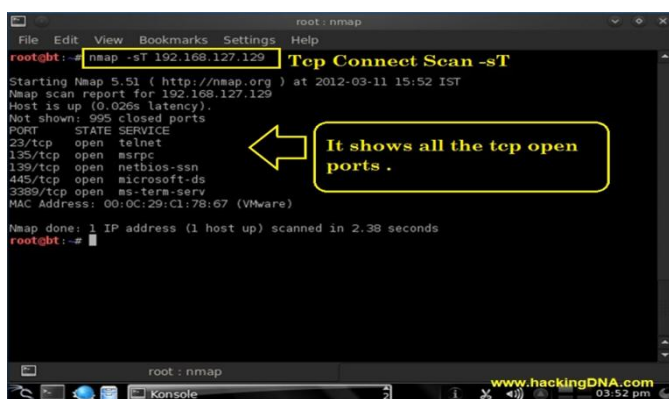 root : nmap
File Edit View Bookmarks Settings Help
root@bt:~# nmap -sT 192.168.127.129
Tcp Connect Scan -sT
Starting Nmap 5.51 ( http://nmap.org ) at 2012-03-11 15:52 IST
Nmap scan report for 192.168.127.129
Host is up (0.026s latency).
Not shown: 995 closed ports
PORT STATE SERVICE
23/tcp open telnet
135/tcp open msrpc
139/tcp open netbios-ssn
445/tcp open microsoft-ds
3389/tcp open ms-term-serv
MAC Address: 00:0C:29:C1:78:67 (VMware)
It shows all the tcp open
ports .
Nmap done: 1 IP address (1 host up) scanned in 2.38 seconds
root@bt:~#
root : nmap
www.hackingDNA.com
Konsole
2
03:52 pm